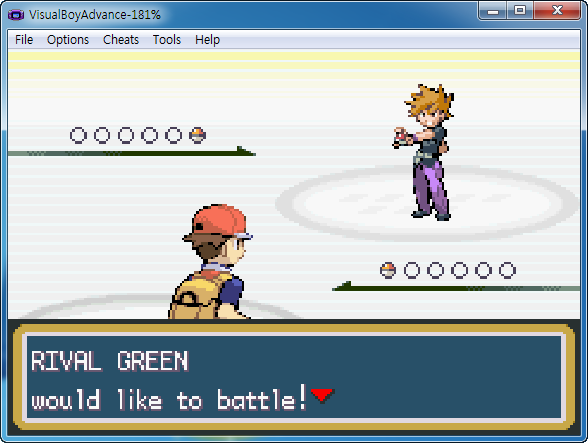 VisualBoyAdvance-181%
File Options Cheats Tools Help
RIVAL GREEN
would like to battle!